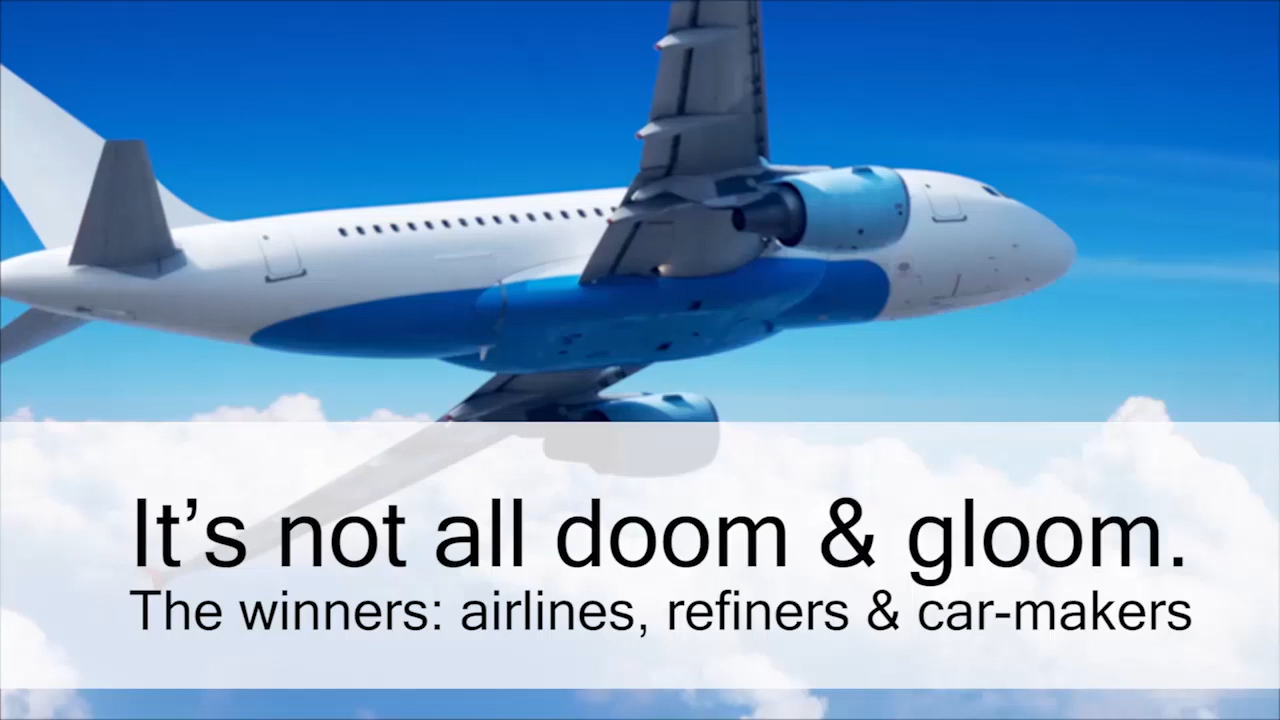 It’s not all doom & gloom.
The winners: airlines, refiners & car-makers